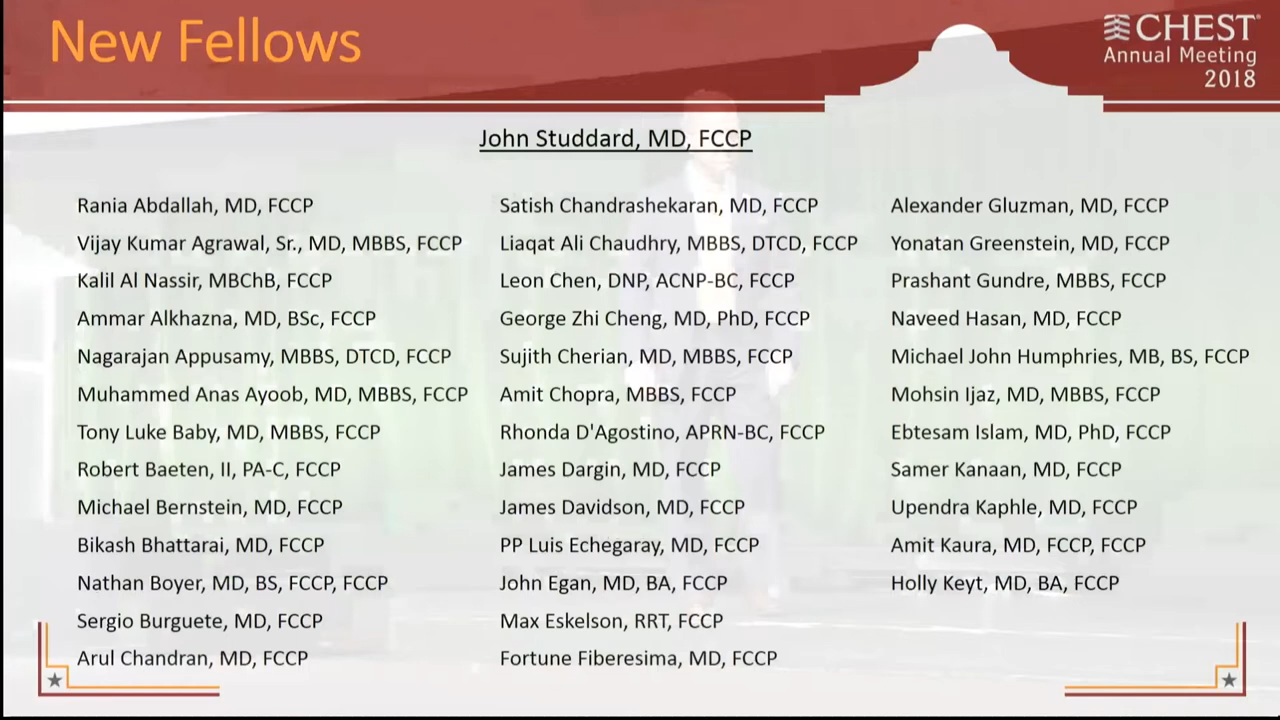 New Fellows
CHEST
Annual Meeting
2018
John Studdard, MD, FCCP
Rania Abdallah, MD, FCCP
Vijay Kumar Agrawal, Sr., MD, MBBS, FCCP
Kalil Al Nassir, MBChB, FCCP
Ammar Alkhazna, MD, BSc, FCCP
Nagarajan Appusamy, MBBS, DTCD, FCCP
Muhammed Anas Ayoob, MD, MBBS, FCCP
Tony Luke Baby, MD, MBBS, FCCP
Robert Baeten, II, PA-C, FCCP
Michael Bernstein, MD, FCCP
Bikash Bhattarai, MD, FCCP
Nathan Boyer, MD, BS, FCCP, FCCP
Sergio Burguete, MD, FCCP
Arul Chandran, MD, FCCP
Satish Chandrashekaran, MD, FCCP
Liaqat Ali Chaudhry, MBBS, DTCD, FCCP
Leon Chen, DNP, ACNP-BC, FCCP
George Zhi Cheng, MD, PhD, FCCP
Sujith Cherian, MD, MBBS, FCCP
Amit Chopra, MBBS, FCCP
Rhonda D'Agostino, APRN-BC, FCCP
James Dargin, MD, FCCP
James Davidson, MD, FCCP
PP Luis Echegaray, MD, FCCP
John Egan, MD, BA, FCCP
Max Eskelson, RRT, FCCP
Fortune Fiberesima, MD, FCCP
Alexander Gluzman, MD, FCCP
Yonatan Greenstein, MD, FCCP
Prashant Gundre, MBBS, FCCP
Naveed Hasan, MD, FCCP
Michael John Humphries, MB, BS, FCCP
Mohsin Ijaz, MD, MBBS, FCCP
Ebtesam Islam, MD, PhD, FCCP
Samer Kanaan, MD, FCCP
Upendra Kaphle, MD, FCCP
Amit Kaura, MD, FCCP, FCCP
Holly Keyt, MD, BA, FCCP